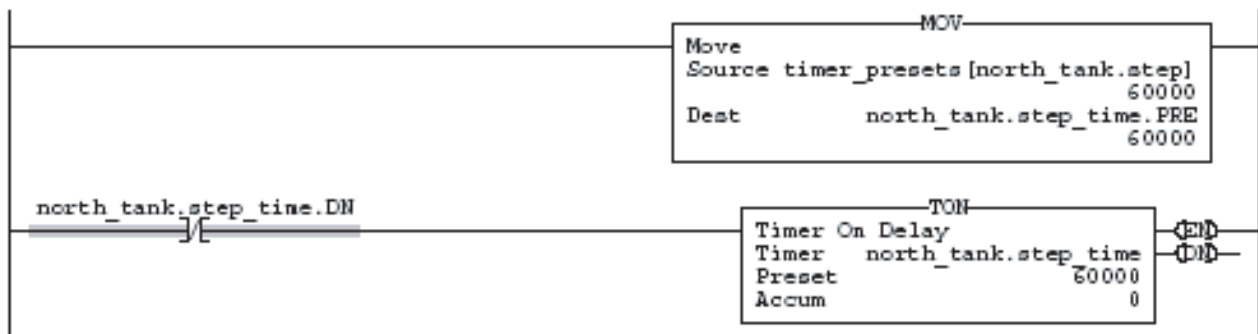 MOV
Move
Source timer_presets[north_tank.step]
60000
Dest north_tank.step_time.PRE
60000
north_tank.step_time.DN
TON
Timer On Delay
EN
Timer north_tank.step_time
DN
Preset 60000
Accum 0